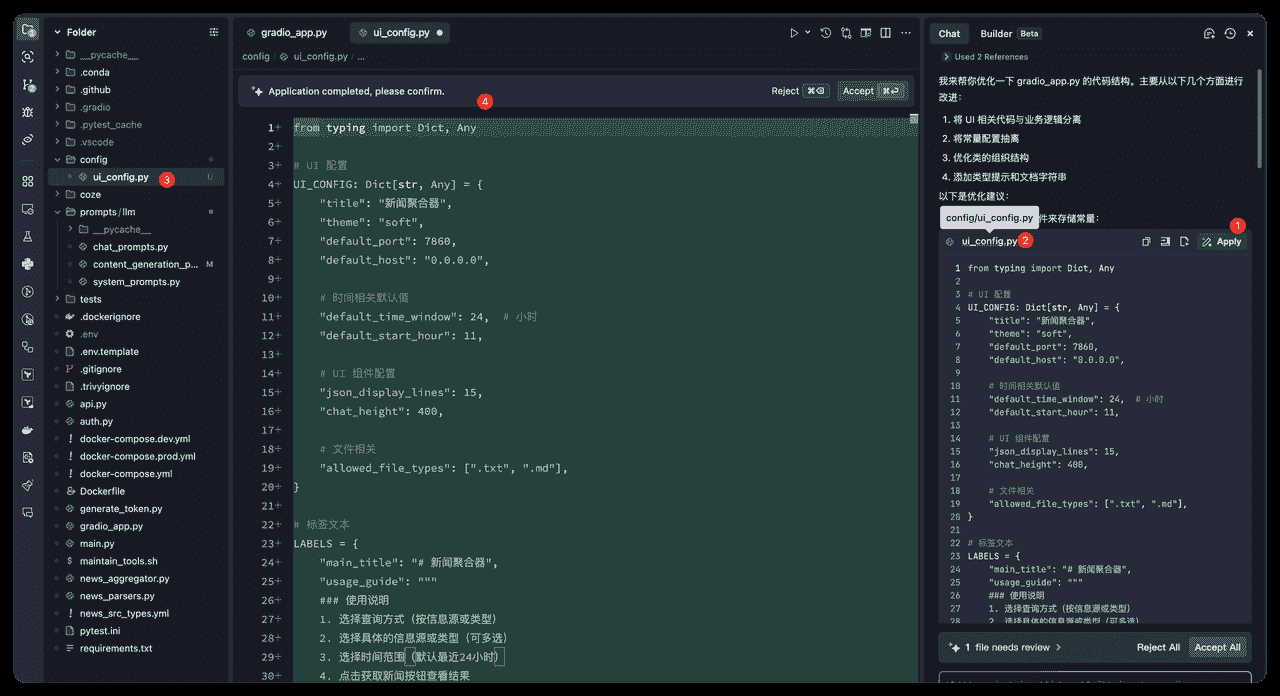 Folder
__pycache__
.conda
.github
.gradio
.pytest_cache
.vscode
config
ui_config.py
3
U
coze
prompts/llm
__pycache__
chat_prompts.py
content_generation_p...
M
system_prompts.py
tests
.dockerignore
.env
.env.template
.gitignore
.trivyignore
api.py
auth.py
docker-compose.dev.yml
docker-compose.prod.yml
docker-compose.yml
Dockerfile
generate_token.py
gradio_app.py
main.py
maintain_tools.sh
news_aggregator.py
news_parsers.py
news_src_types.yml
pytest.ini
requirements.txt
gradio_app.py
ui_config.py
config > ui_config.py / ...
Application completed, please confirm.
Reject ⌘⌫
Accept ⌘↩
4
1+ from typing import Dict, Any
2+
3+ # UI 配置
4+ UI_CONFIG: Dict[str, Any] = {
5+ "title": "新闻聚合器",
6+ "theme": "soft",
7+ "default_port": 7860,
8+ "default_host": "0.0.0.0",
9+
10+ # 时间相关默认值
11+ "default_time_window": 24, # 小时
12+ "default_start_hour": 11,
13+
14+ # UI 组件配置
15+ "json_display_lines": 15,
16+ "chat_height": 400,
17+
18+ # 文件相关
19+ "allowed_file_types": [".txt", ".md"],
20+ }
21+
22+ # 标签文本
23+ LABELS = {
24+ "main_title": "# 新闻聚合器",
25+ "usage_guide": """
26+ ### 使用说明
27+ 1. 选择查询方式（按信息源或类型）
28+ 2. 选择具体的信息源或类型（可多选）
29+ 3. 选择时间范围（默认最近24小时）
30+ 4. 点击获取新闻按钮查看结果
Chat
Builder Beta
Used 2 References
我来帮你优化一下 gradio_app.py 的代码结构。主要从以下几个方面进行
改进：
1. 将 UI 相关代码与业务逻辑分离
2. 将常量配置抽离
3. 优化类的组织结构
4. 添加类型提示和文档字符串
以下是优化建议：
config/ui_config.py
件来存储常量：
1
ui_config.py
2
Apply
1 from typing import Dict, Any
2
3 # UI 配置
4 UI_CONFIG: Dict[str, Any] = {
5 "title": "新闻聚合器",
6 "theme": "soft",
7 "default_port": 7860,
8 "default_host": "0.0.0.0",
9
10 # 时间相关默认值
11 "default_time_window": 24, # 小时
12 "default_start_hour": 11,
13
14 # UI 组件配置
15 "json_display_lines": 15,
16 "chat_height": 400,
17
18 # 文件相关
19 "allowed_file_types": [".txt", ".md"],
20 }
21
22 # 标签文本
23 LABELS = {
24 "main_title": "# 新闻聚合器",
25 "usage_guide": """
26 ### 使用说明
27 1. 选择查询方式（按信息源或类型）
28 2. 选择具体的信息源或类型（可多选）
1 file needs review
Reject All
Accept All